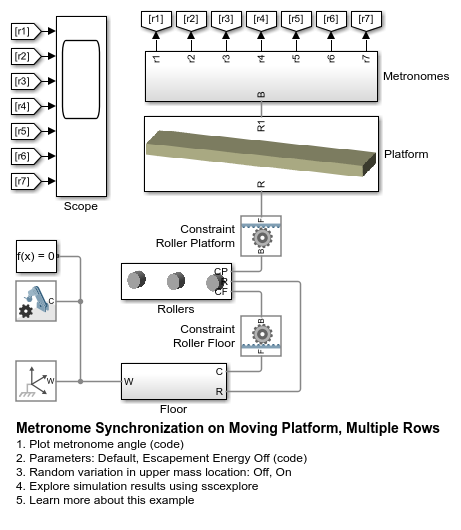 [r1] [r2] [r3] [r4] [r5] [r6] [r7]
r1 r2 r3 r4 r5 r6 r7
B
Metronomes
[r1]
[r2]
[r3]
[r4]
[r5]
[r6]
[r7]
Scope
R1
Platform
R
Constraint
Roller Platform
F
B
f(x) = 0
C
CP
R
CF
Rollers
Constraint
Roller Floor
B
F
W
W
C
R
Floor
Metronome Synchronization on Moving Platform, Multiple Rows
1. Plot metronome angle (code)
2. Parameters: Default, Escapement Energy Off (code)
3. Random variation in upper mass location: Off, On
4. Explore simulation results using sscexplore
5. Learn more about this example